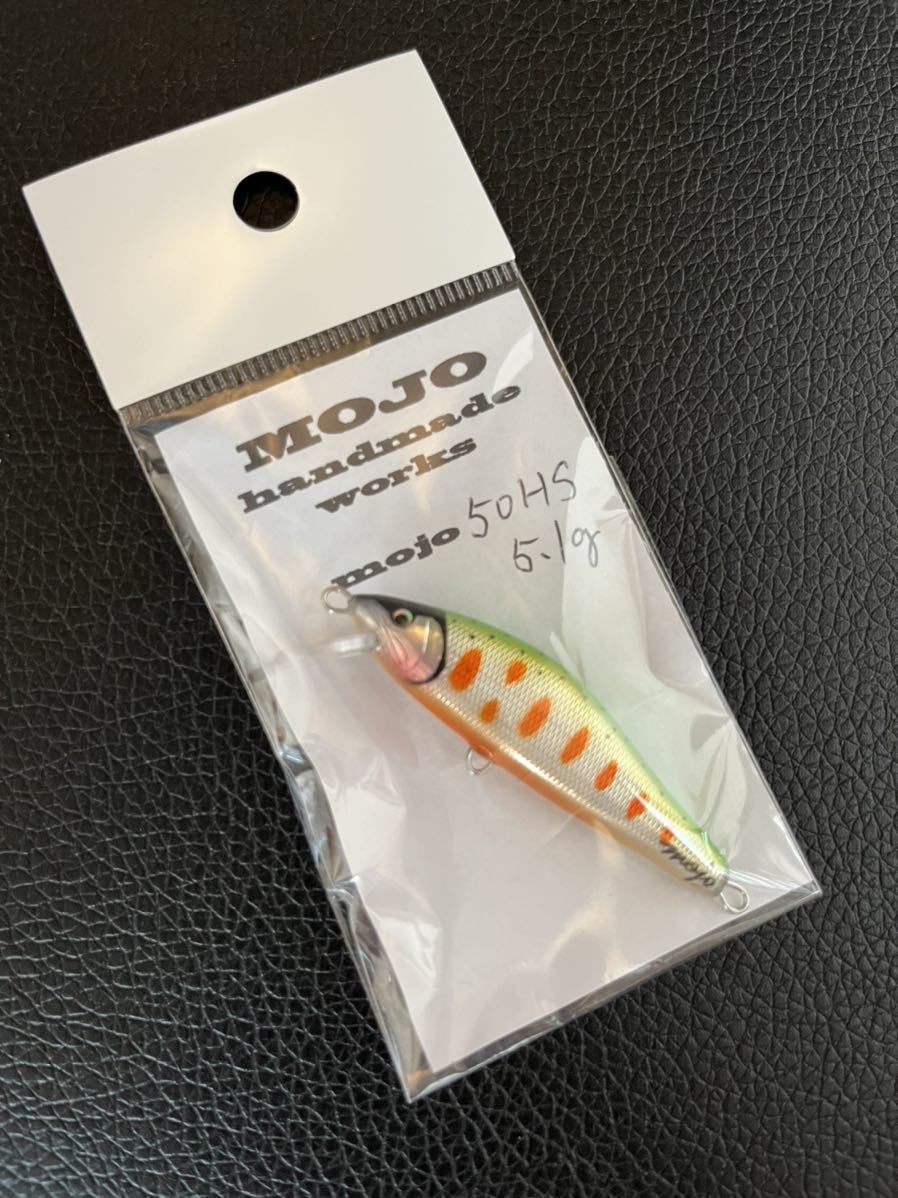 MOJO
handmade
works
mojo 50HS
5.1g
Mojo